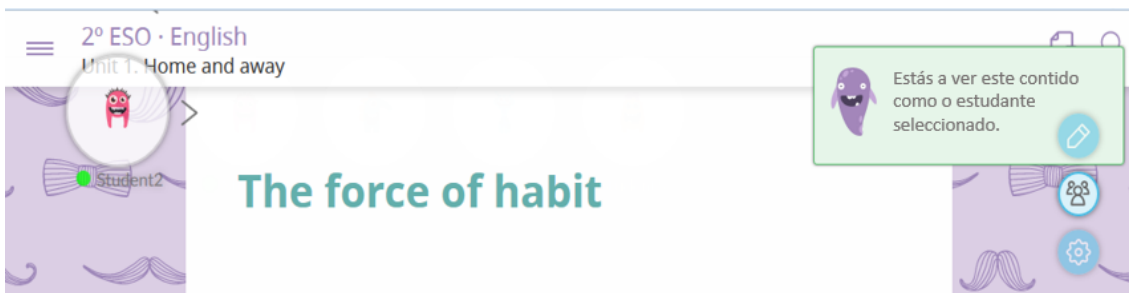 2º ESO · English
Unit 1. Home and away
Estás a ver este contido
como o estudante
seleccionado.
Student2
The force of habit